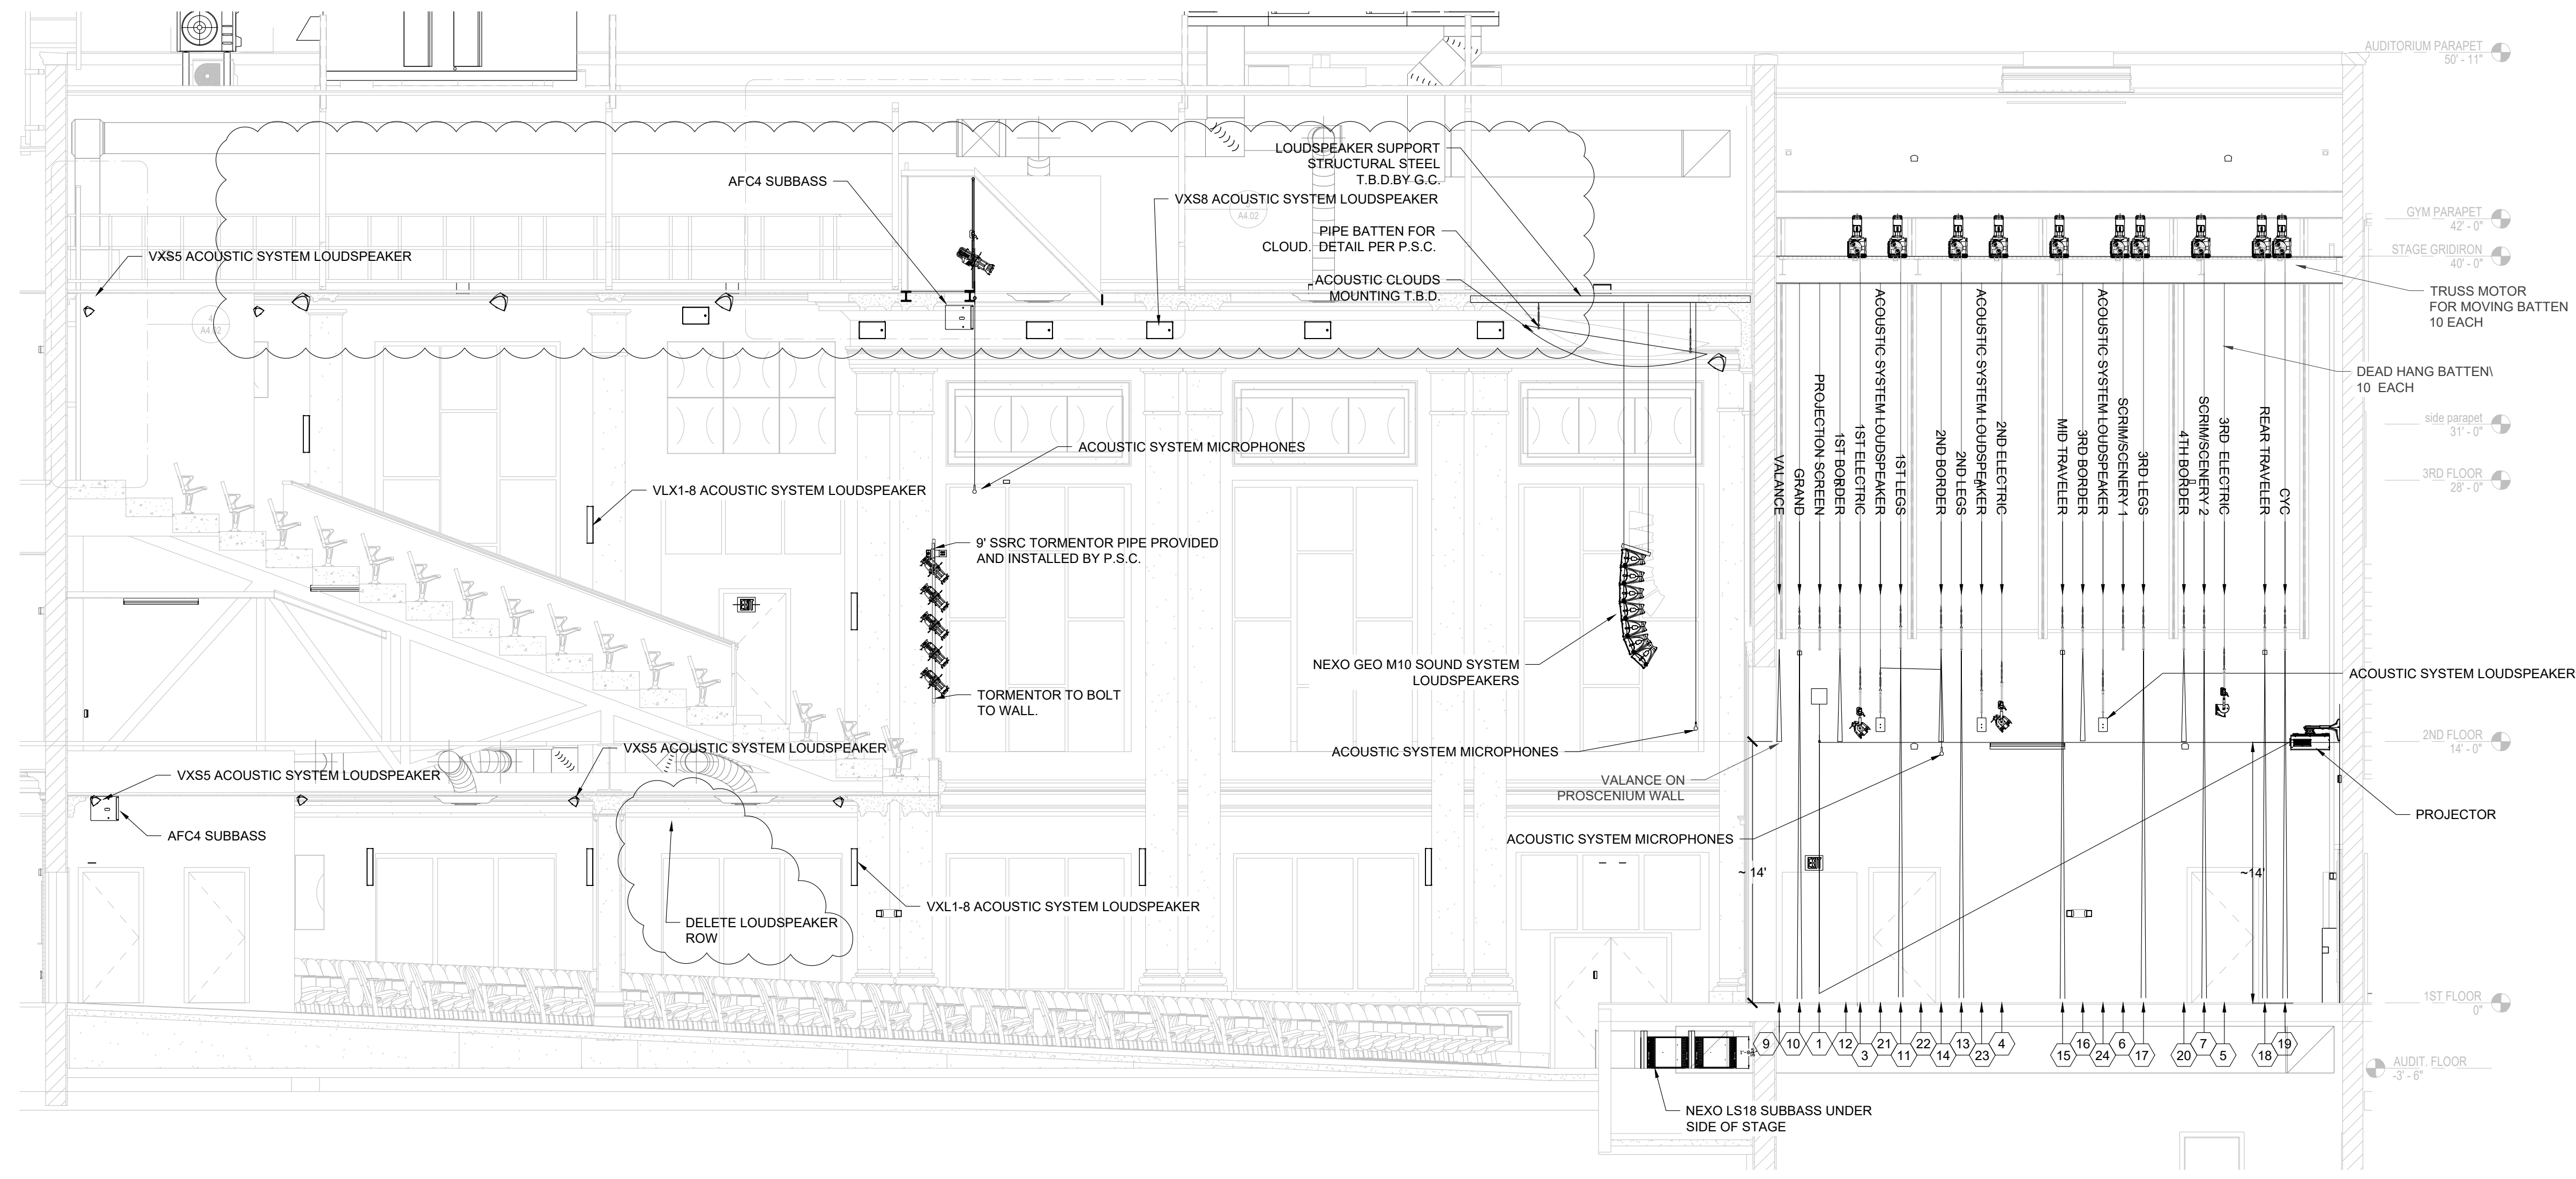 AUDITORIUM PARAPET
50' - 11"
LOUDSPEAKER SUPPORT
STRUCTURAL STEEL
T.B.D.BY G.C.
AFC4 SUBBASS
VXS8 ACOUSTIC SYSTEM LOUDSPEAKER
A4.02
GYM PARAPET
42' - 0"
PIPE BATTEN FOR
CLOUD.  DETAIL PER P.S.C.
STAGE GRIDIRON
40' - 0"
VXS5 ACOUSTIC SYSTEM LOUDSPEAKER
ACOUSTIC CLOUDS
MOUNTING T.B.D.
TRUSS MOTOR
FOR MOVING BATTEN
10 EACH
4
A4.02
DEAD HANG BATTEN\
10  EACH
side parapet
31' - 0"
VALANCE
GRAND
PROJECTION SCREEN
1ST BORDER
1ST ELECTRIC
ACOUSTIC SYSTEM LOUDSPEAKER
1ST LEGS
2ND BORDER
2ND LEGS
ACOUSTIC SYSTEM LOUDSPEAKER
2ND ELECTRIC
MID TRAVELER
3RD BORDER
ACOUSTIC SYSTEM LOUDSPEAKER
SCRIM/SCENERY 1
3RD LEGS
4TH BORDER
SCRIM/SCENERY 2
3RD  ELECTRIC
REAR TRAVELER
CYC
ACOUSTIC SYSTEM MICROPHONES
3RD FLOOR
28' - 0"
VLX1-8 ACOUSTIC SYSTEM LOUDSPEAKER
9' SSRC TORMENTOR PIPE PROVIDED
AND INSTALLED BY P.S.C.
EXIT
NEXO GEO M10 SOUND SYSTEM
LOUDSPEAKERS
ACOUSTIC SYSTEM LOUDSPEAKER
TORMENTOR TO BOLT
TO WALL.
2ND FLOOR
14' - 0"
VXS5 ACOUSTIC SYSTEM LOUDSPEAKER
ACOUSTIC SYSTEM MICROPHONES
VXS5 ACOUSTIC SYSTEM LOUDSPEAKER
VALANCE ON
PROSCENIUM WALL
PROJECTOR
AFC4 SUBBASS
ACOUSTIC SYSTEM MICROPHONES
EXIT
~ 14'
~14'
VXL1-8 ACOUSTIC SYSTEM LOUDSPEAKER
DELETE LOUDSPEAKER
ROW
1ST FLOOR
0"
9
10
1
12
3
21
11
22
14
13
23
4
15
16
24
6
17
20
7
5
18
19
AUDIT. FLOOR
-3' - 6"
NEXO LS18 SUBBASS UNDER
SIDE OF STAGE